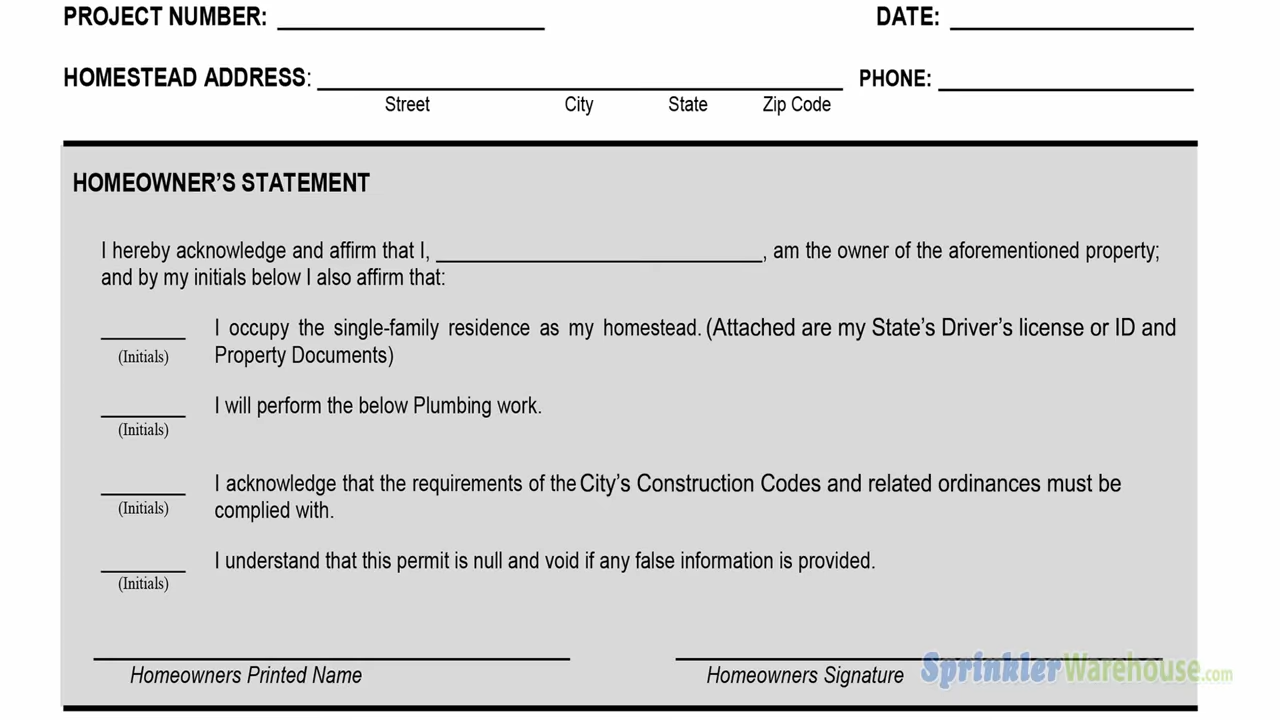 PROJECT NUMBER: DATE:
HOMESTEAD ADDRESS: PHONE:
Street City State Zip Code
HOMEOWNER'S STATEMENT
I hereby acknowledge and affirm that I, , am the owner of the aforementioned property;
and by my initials below I also affirm that:
I occupy the single-family residence as my homestead. (Attached are my State's Driver's license or ID and
(Initials) Property Documents)
I will perform the below Plumbing work.
(Initials)
I acknowledge that the requirements of the City's Construction Codes and related ordinances must be
(Initials) complied with.
I understand that this permit is null and void if any false information is provided.
(Initials)
Homeowners Printed Name Homeowners Signature
SprinklerWarehouse.com